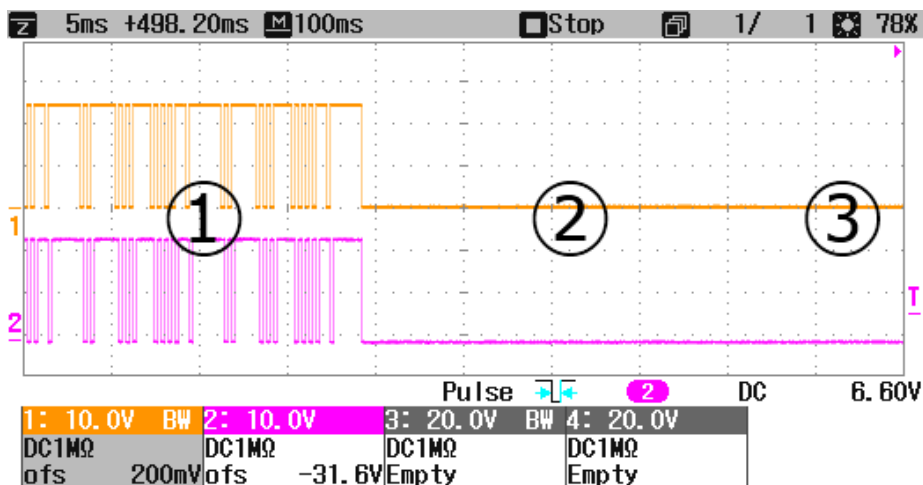 Z 5ms +498.20ms M 100ms Stop 1/ 1 78%
1
①
②
③
2
T
Pulse 2 DC 6.60V
1: 10.0V BW 2: 10.0V 3: 20.0V BW 4: 20.0V
DC1MΩ DC1MΩ DC1MΩ DC1MΩ
ofs 200mV ofs -31.6V Empty Empty